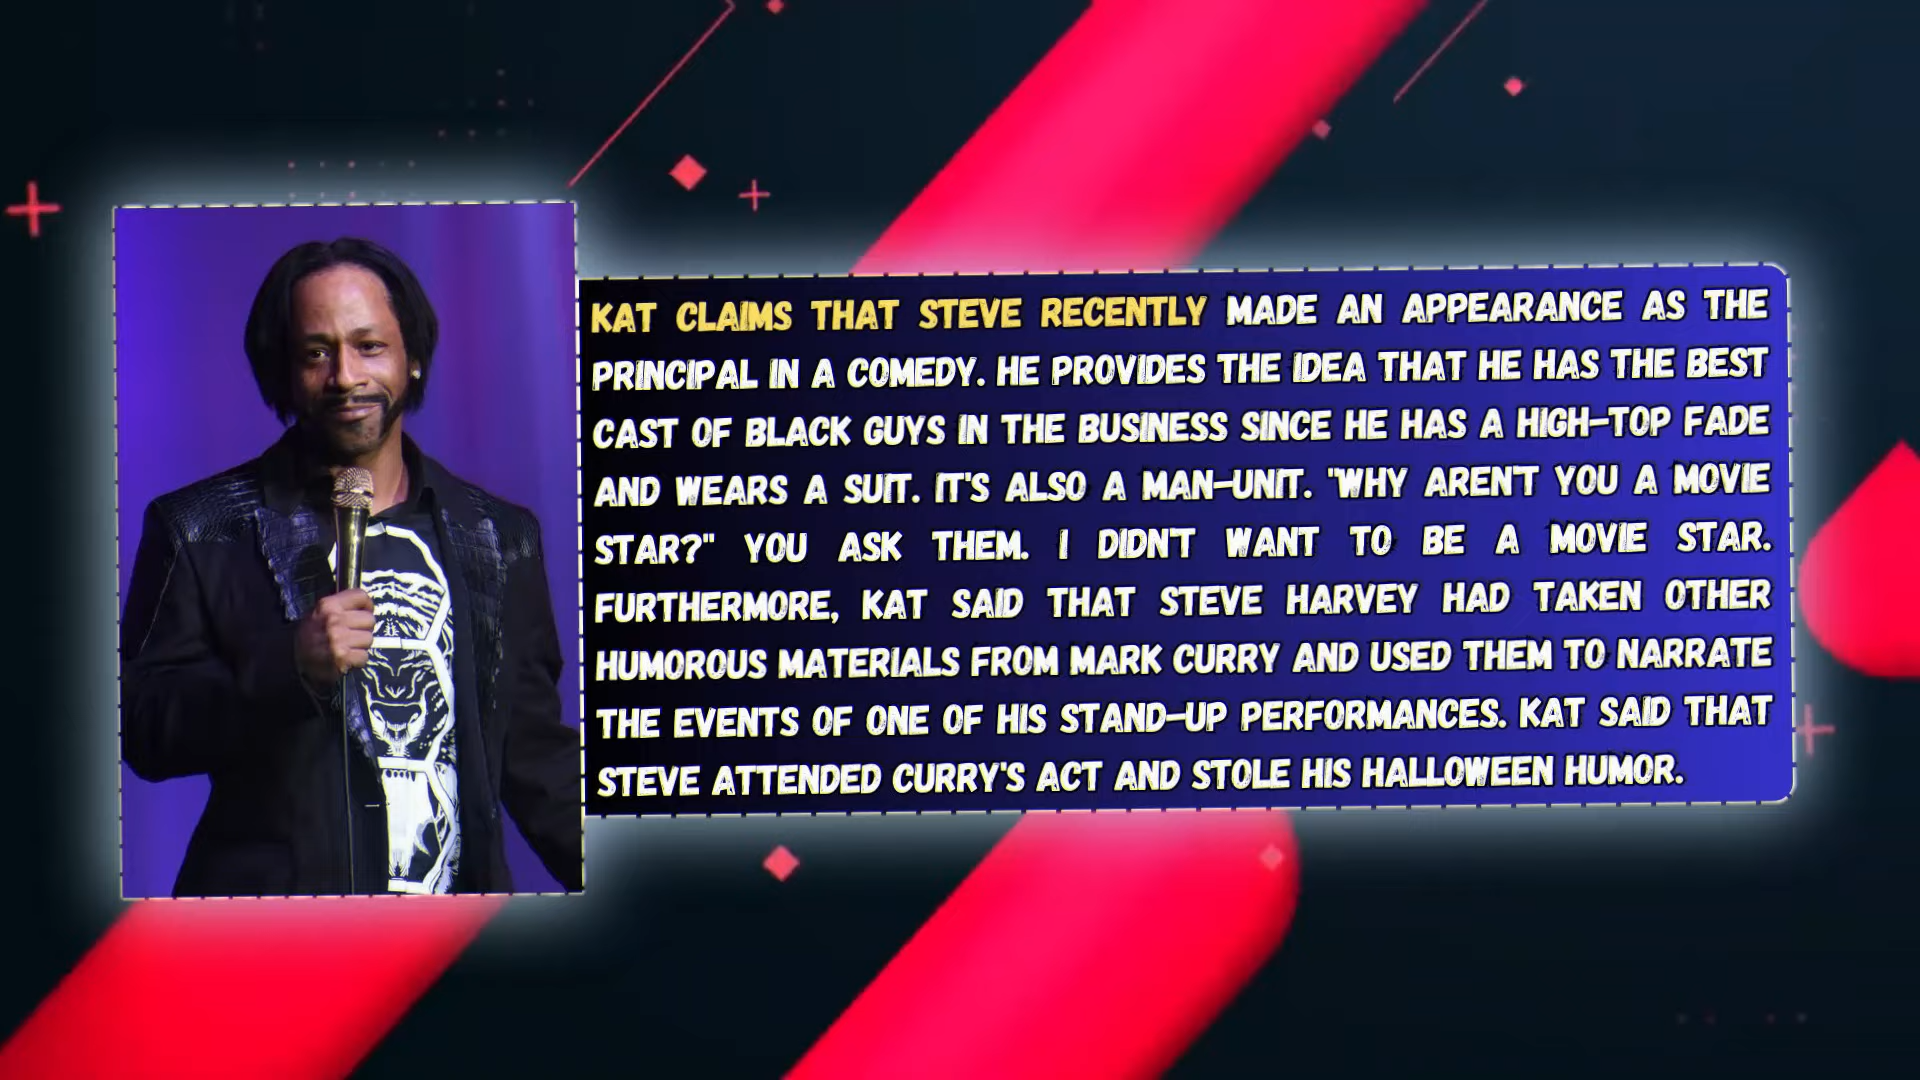 KAT CLAIMS THAT STEVE RECENTLY MADE AN APPEARANCE AS THE
PRINCIPAL IN A COMEDY. HE PROVIDES THE IDEA THAT HE HAS THE BEST
CAST OF BLACK GUYS IN THE BUSINESS SINCE HE HAS A HIGH-TOP FADE
AND WEARS A SUIT. IT'S ALSO A MAN-UNIT. "WHY AREN'T YOU A MOVIE
STAR?" YOU ASK THEM. I DIDN'T WANT TO BE A MOVIE STAR.
FURTHERMORE, KAT SAID THAT STEVE HARVEY HAD TAKEN OTHER
HUMOROUS MATERIALS FROM MARK CURRY AND USED THEM TO NARRATE
THE EVENTS OF ONE OF HIS STAND-UP PERFORMANCES. KAT SAID THAT
STEVE ATTENDED CURRY'S ACT AND STOLE HIS HALLOWEEN HUMOR.